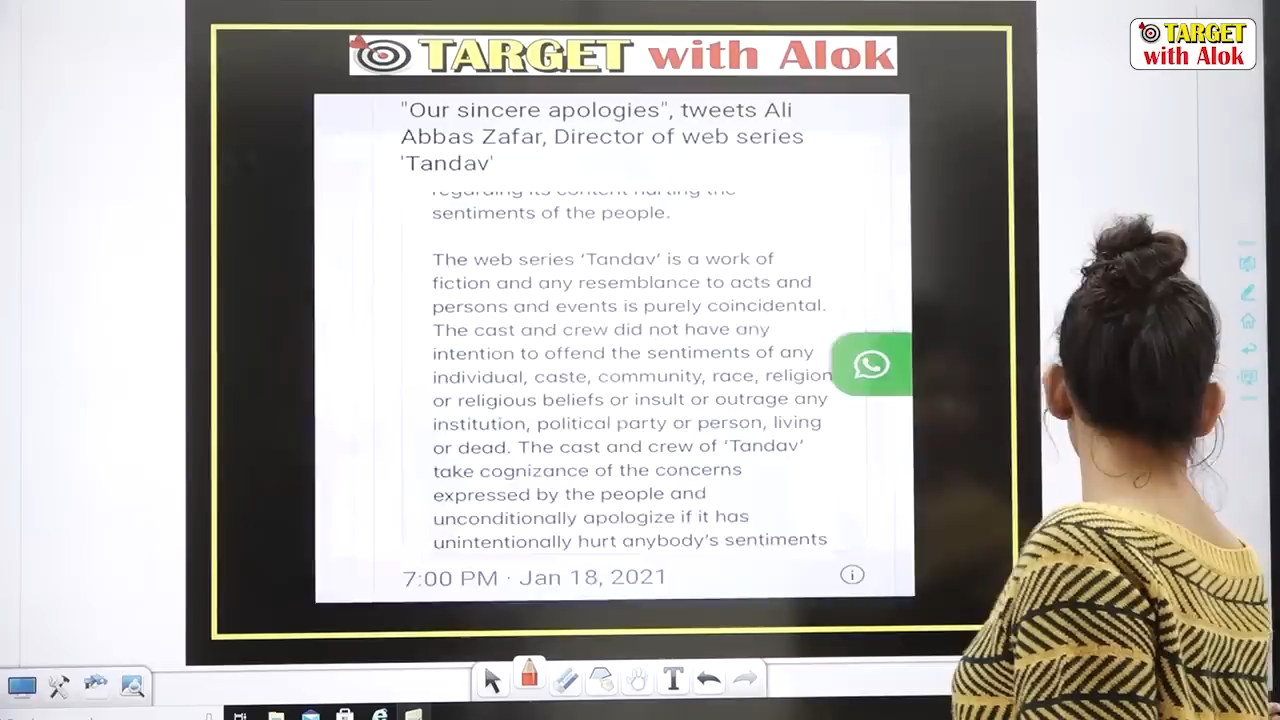 TARGET with Alok
TARGET
with Alok
"Our sincere apologies", tweets Ali
Abbas Zafar, Director of web series
'Tandav'
regarding its content hurting the
sentiments of the people.
The web series ‘Tandav’ is a work of
fiction and any resemblance to acts and
persons and events is purely coincidental.
The cast and crew did not have any
intention to offend the sentiments of any
individual, caste, community, race, religion
or religious beliefs or insult or outrage any
institution, political party or person, living
or dead. The cast and crew of ‘Tandav’
take cognizance of the concerns
expressed by the people and
unconditionally apologize if it has
unintentionally hurt anybody’s sentiments
7:00 PM · Jan 18, 2021
T